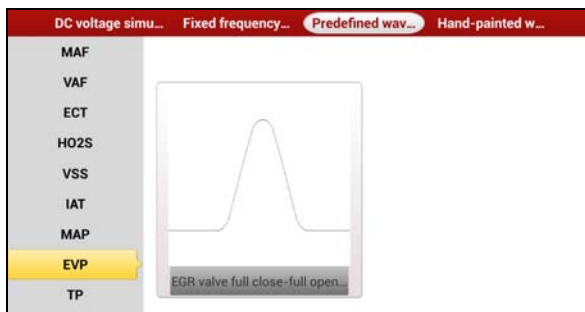 DC voltage simu... Fixed frequency... Predefined wav... Hand-painted w...
MAF
VAF
ECT
HO2S
VSS
IAT
MAP
EVP
TP
EGR valve full close-full open...